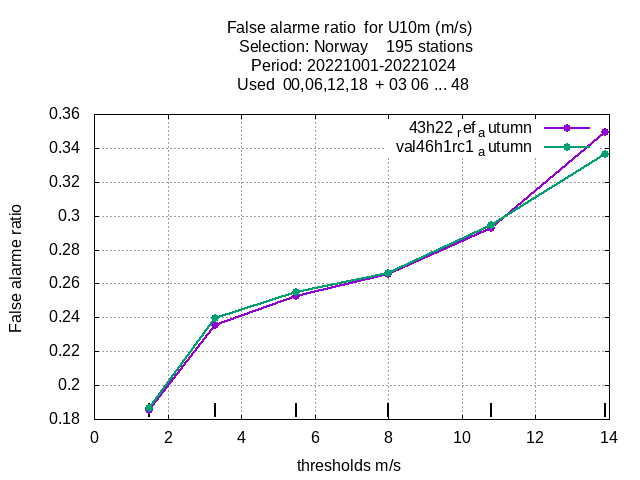 False alarme ratio  for U10m (m/s)
Selection: Norway    195 stations
Period: 20221001-20221024
Used  00,06,12,18  + 03 06 ... 48
0.36
43h22 ref autumn
val46h1rc1 autumn
0.34
0.32
0.3
0.28
0.26
0.24
0.22
0.2
0.18
False alarme ratio
0 2 4 6 8 10 12 14
thresholds m/s